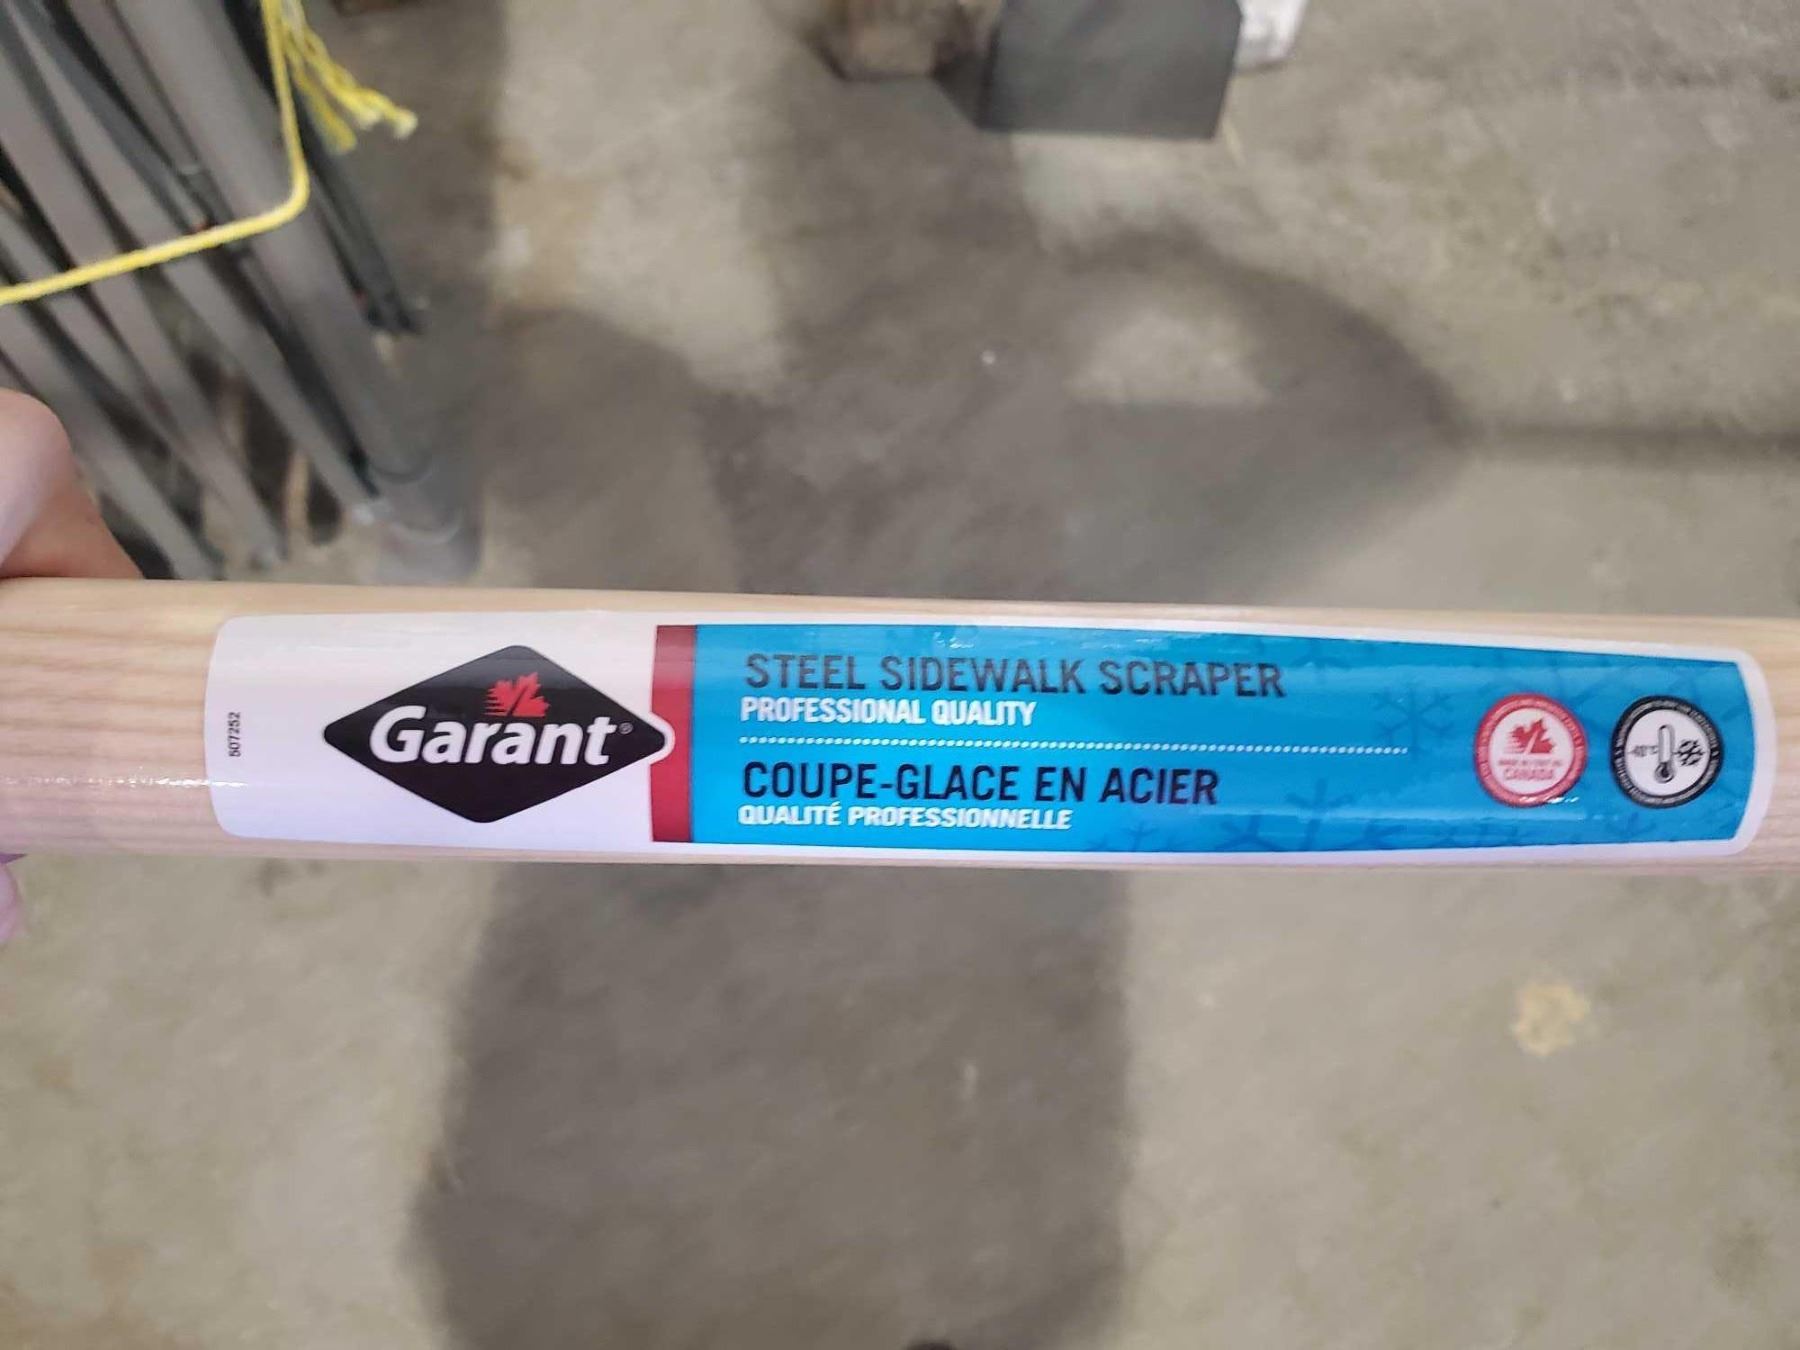 507252
Garant®
STEEL SIDEWALK SCRAPER
PROFESSIONAL QUALITY
COUPE-GLACE EN ACIER
QUALITÉ PROFESSIONNELLE
CANADA
-40°C